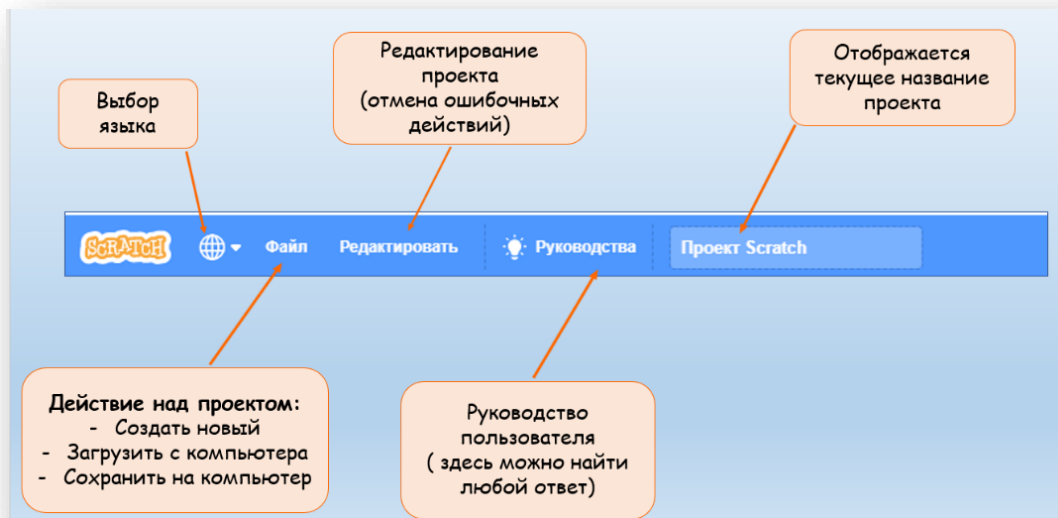 Выбор
языка
Редактирование
проекта
(отмена ошибочных
действий)
Отображается
текущее название
проекта
SCRATCH Файл Редактировать Руководства Проект Scratch
Действие над проектом:
- Создать новый
- Загрузить с компьютера
- Сохранить на компьютер
Руководство
пользователя
( здесь можно найти
любой ответ)